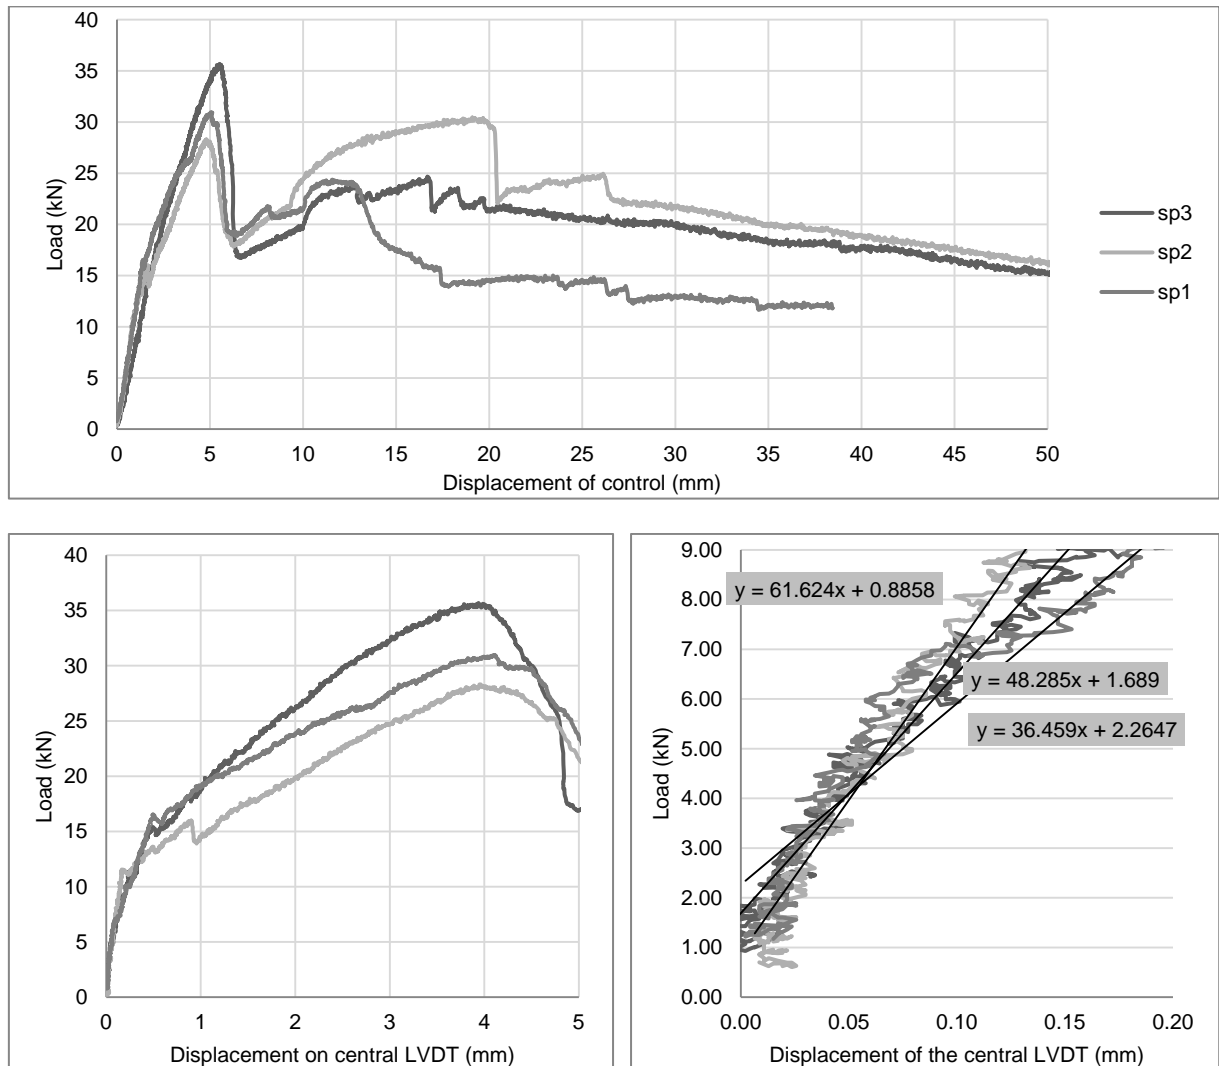 40
35
30
25
20
15
10
5
0
Load (kN)
0 5 10 15 20 25 30 35 40 45 50
Displacement of control (mm)
sp3
sp2
sp1
40
35
30
25
20
15
10
5
0
Load (kN)
0 1 2 3 4 5
Displacement on central LVDT (mm)
9.00
8.00
7.00
6.00
5.00
4.00
3.00
2.00
1.00
0.00
Load (kN)
y = 61.624x + 0.8858
y = 48.285x + 1.689
y = 36.459x + 2.2647
0.00 0.05 0.10 0.15 0.20
Displacement of the central LVDT (mm)